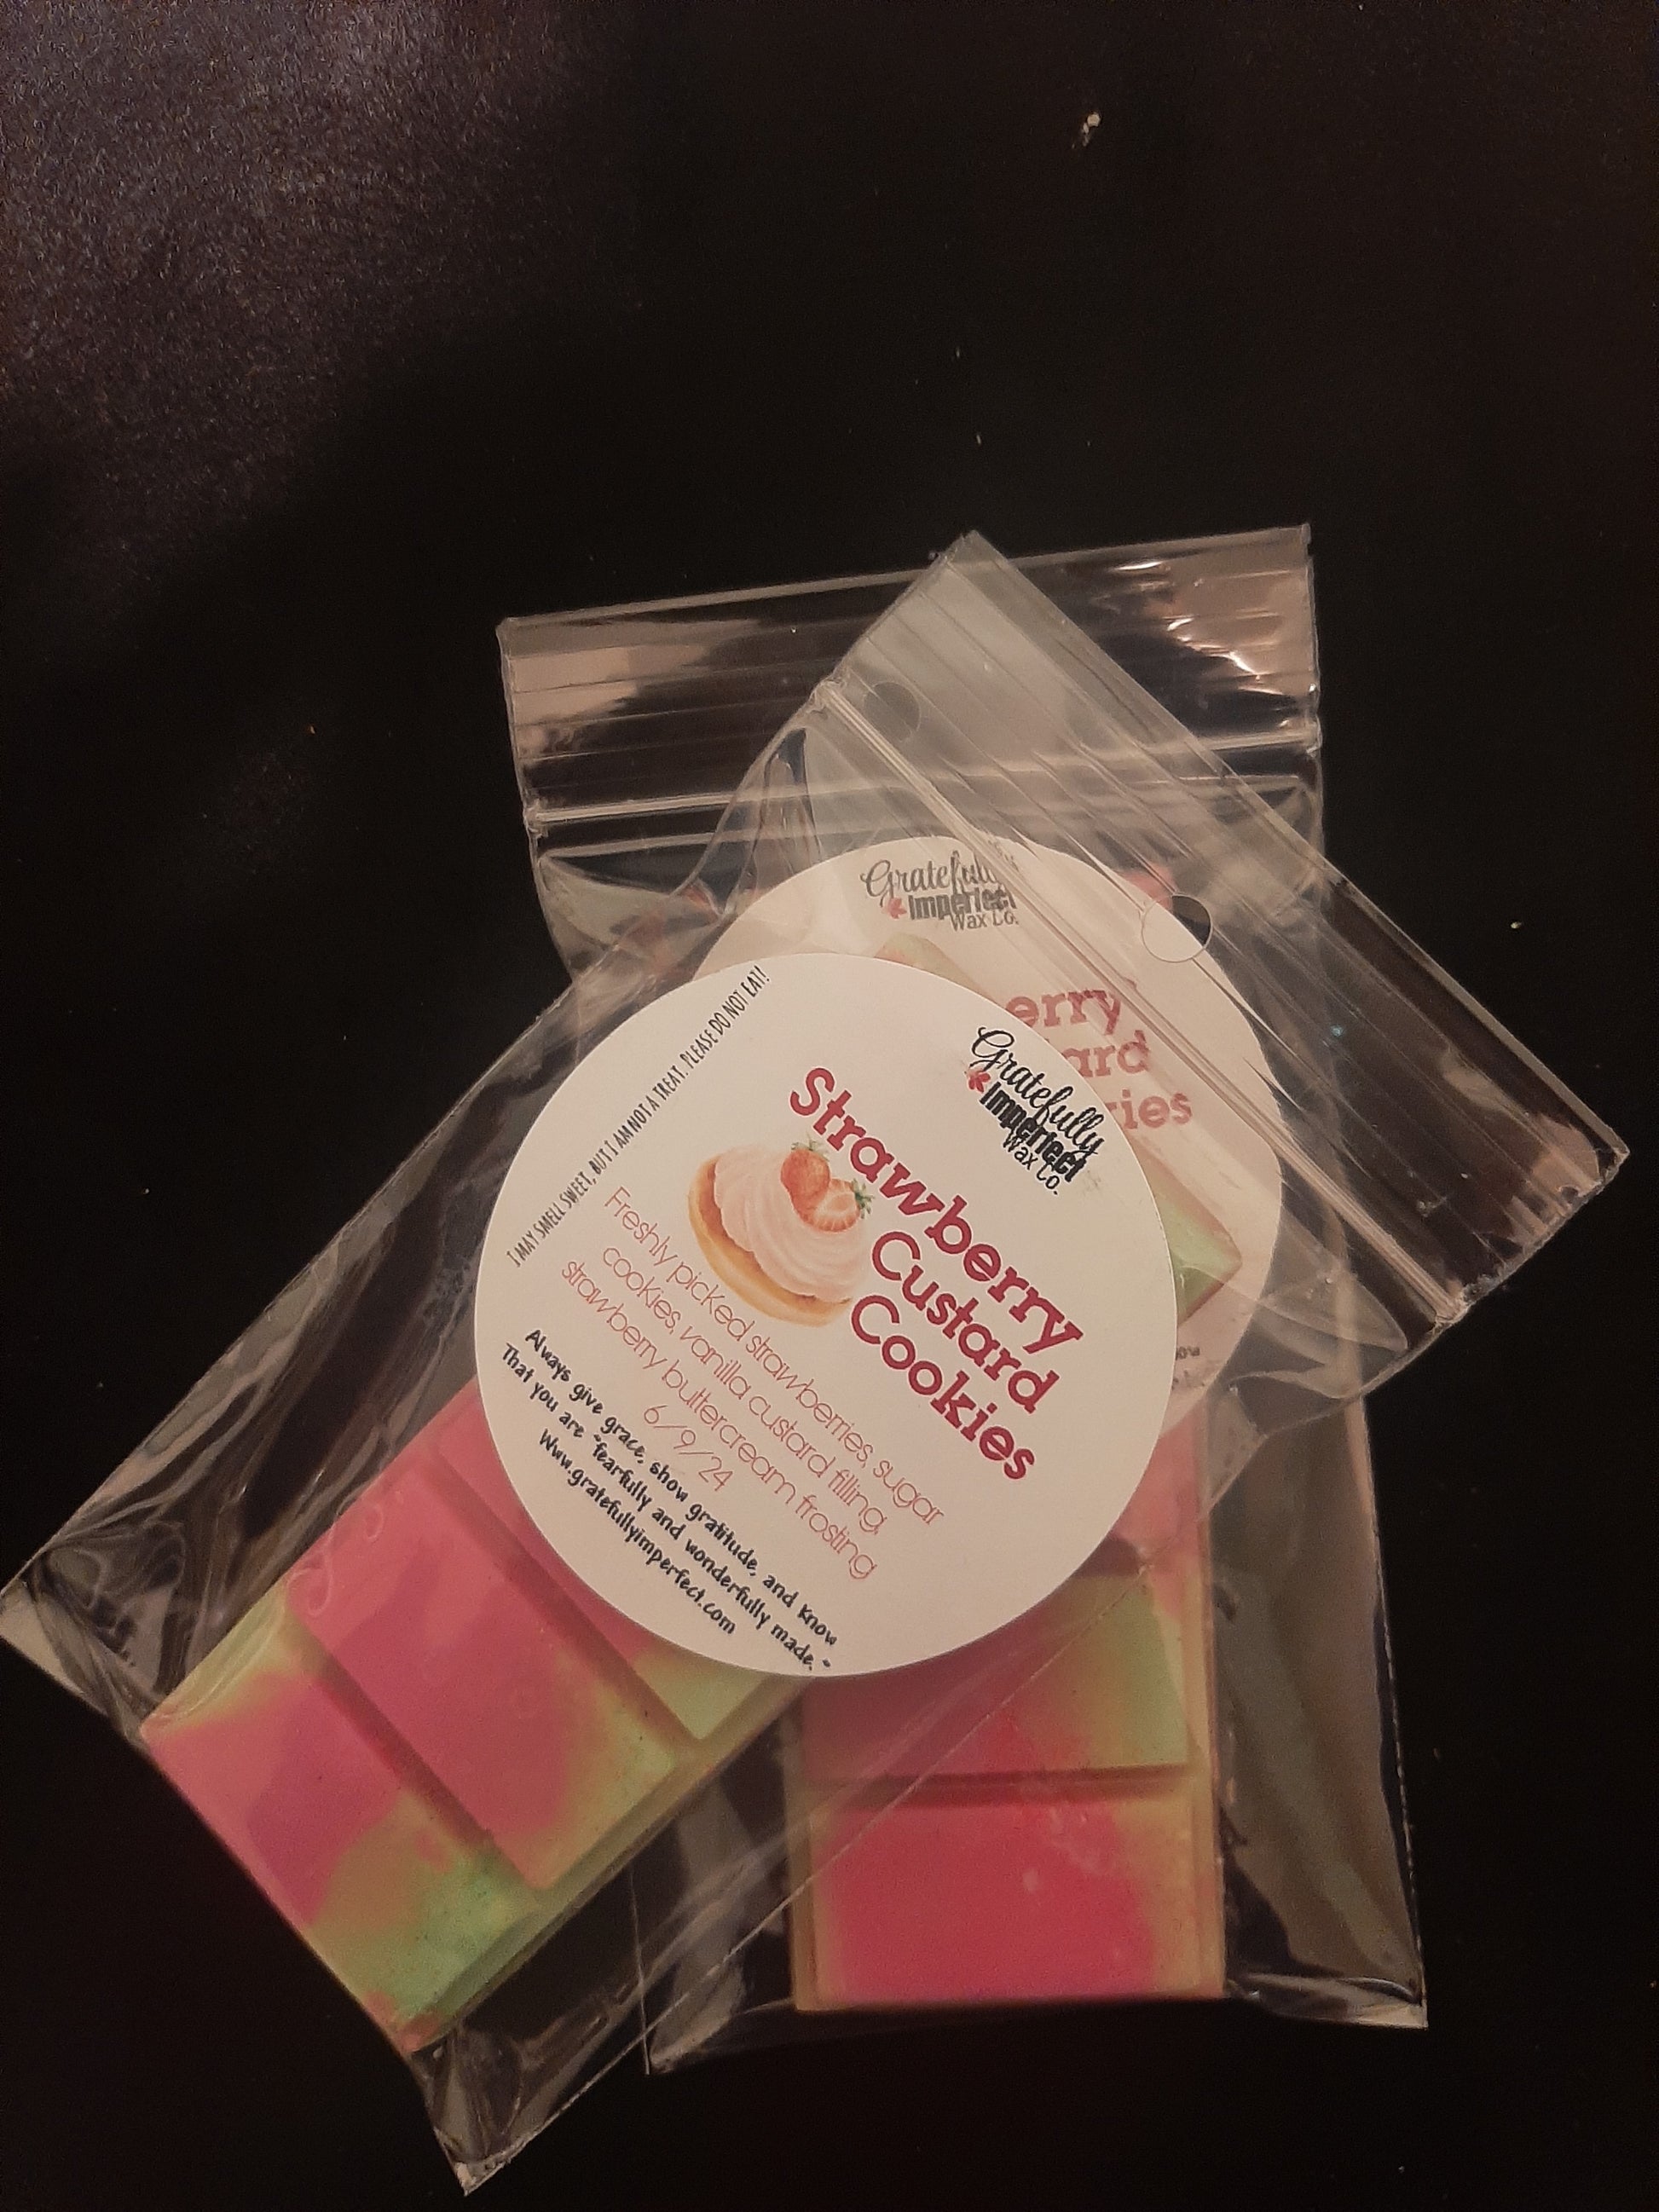 Gratefully
Imperfect
Wax Co.
erry
ard
kies
I MAY SMELL SWEET, BUT I AM NOT A TREAT. PLEASE DO NOT EAT!
Gratefully
Imperfect
Wax Co.
Strawberry
Custard
Cookies
Freshly picked strawberries, sugar
cookies, vanilla custard filling,
strawberry buttercream frosting
6/9/24
Always give grace, show gratitude, and know
That you are "fearfully and wonderfully made."
Www.gratefullyimperfect.com